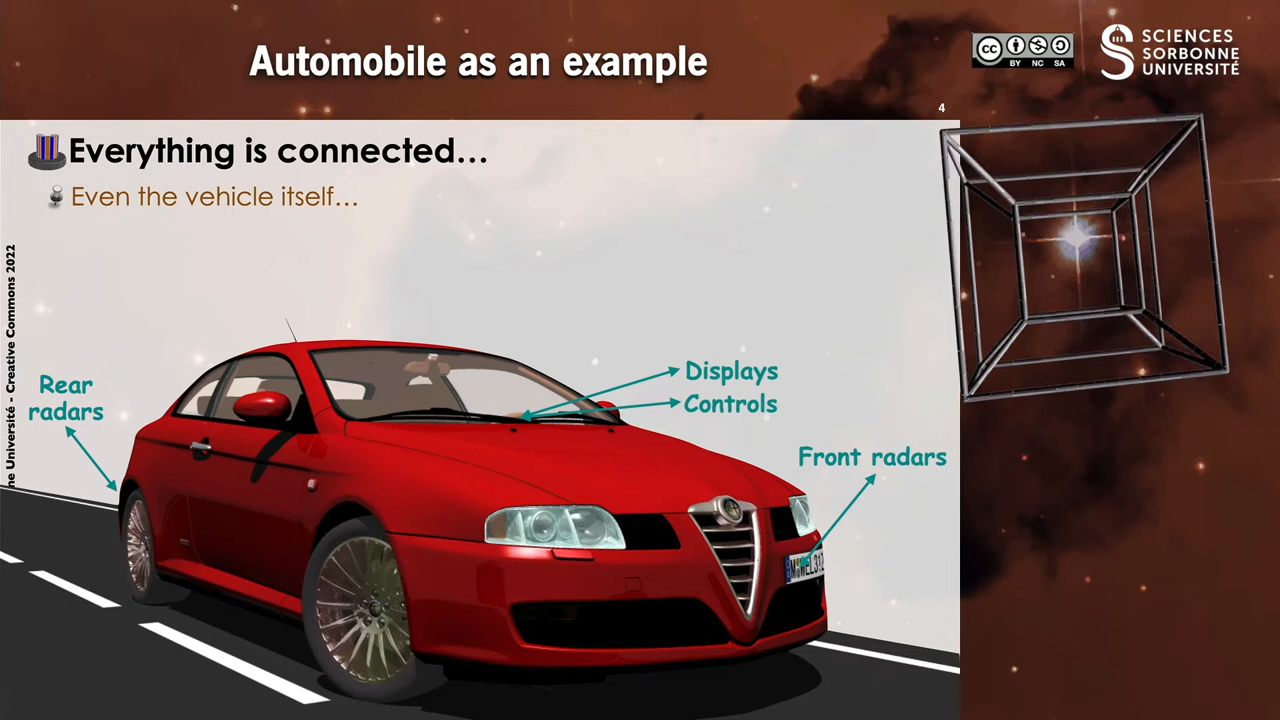 Automobile as an example
BY NC SA
SCIENCES
SORBONNE
UNIVERSITÉ
4
Everything is connected...
Even the vehicle itself...
Université - Creative Commons 2022
Rear
radars
Displays
Controls
Front radars